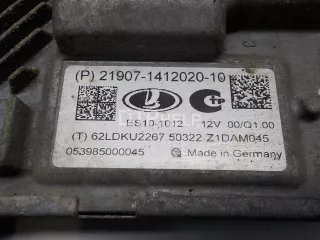 (P) 21907-1412020-10
ES10-1012 12V 00/Q1.00
(T) 62LDKU2267.50322 Z1DAM045
053985000045 Made in Germany